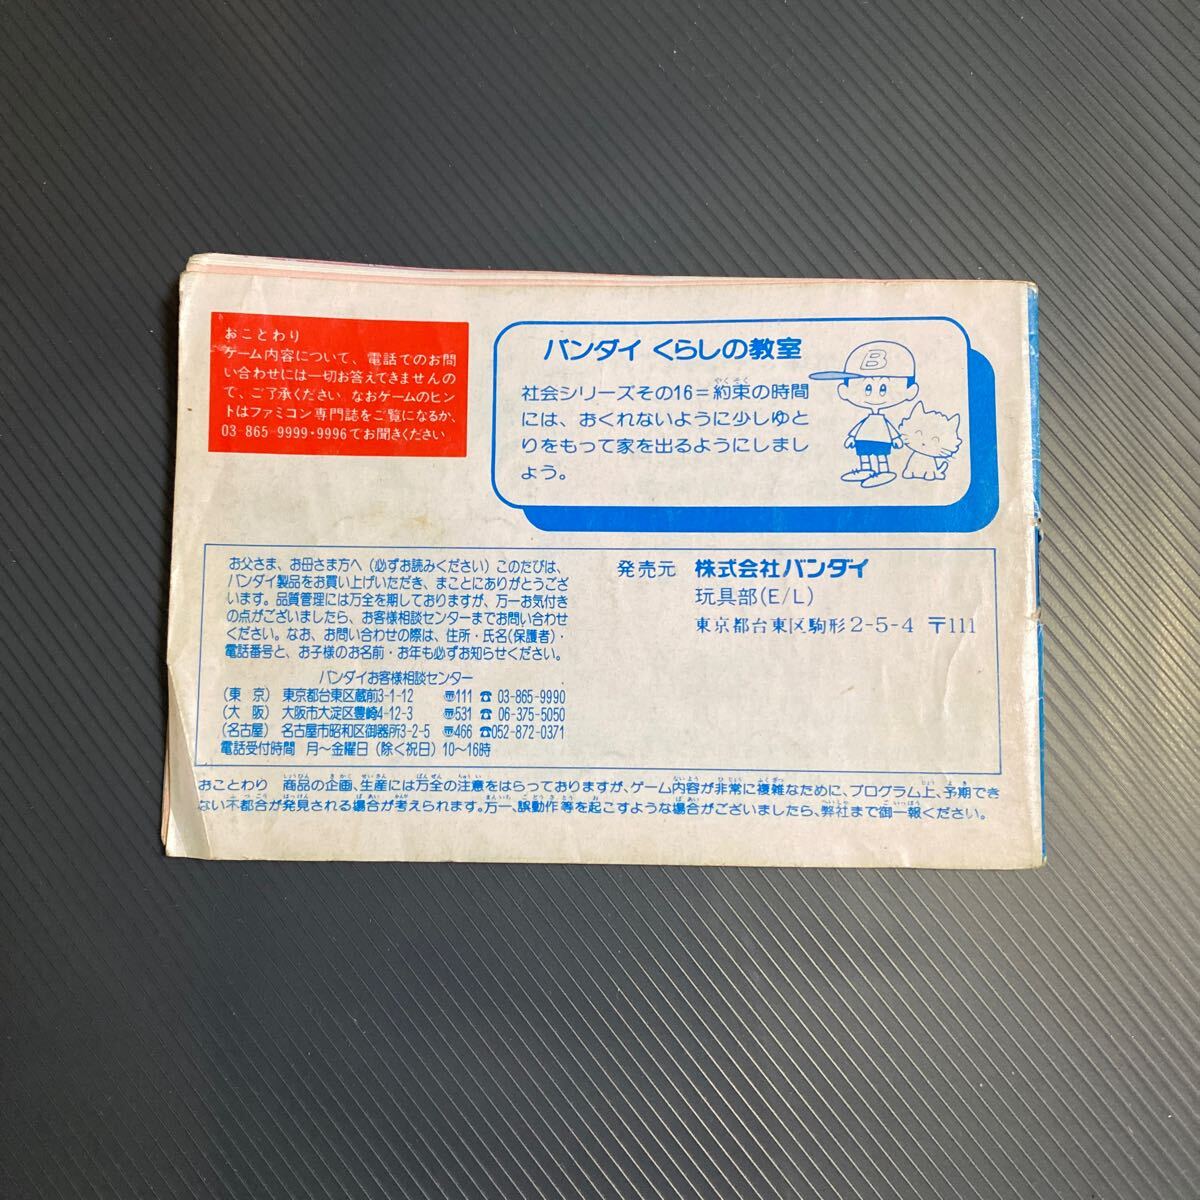 おことわり
ゲーム内容について、電話でのお問
い合わせには一切お答えできませんの
で、ご了承ください なおゲームのヒン
トはファミコン専門誌をご覧になるか、
03-865-9999・9996でお聞きください
バンダイ くらしの教室
社会シリーズその16＝約束の時間
には、おくれないように少しゆと
りをもって家を出るようにしまし
ょう。
B
お父さま、お母さま方へ（必ずお読みください）このたびは、
バンダイ製品をお買い上げいただき、まことにありがとうござ
います。品質管理には万全を期しておりますが、万一お気付き
の点がございましたら、お客様相談センターまでお問い合わせ
ください。なお、お問い合わせの際は、住所・氏名(保護者)・
電話番号と、お子様のお名前・お年も必ずお知らせください。
バンダイお客様相談センター
（東　京）　東京都台東区蔵前3-1-12　〠111 ☎ 03-865-9990
（大　阪）　大阪市大淀区豊崎4-12-3　〠531 ☎ 06-375-5050
（名古屋）　名古屋市昭和区御器所3-2-5　〠466 ☎052-872-0371
電話受付時間　月〜金曜日（除く祝日）10〜16時
発売元　株式会社バンダイ
玩具部(E/L)
東京都台東区駒形2-5-4 〒111
おことわり　商品の企画、生産には万全の注意をはらっておりますが、ゲーム内容が非常に複雑なために、プログラム上、予期でき
ない不都合が発見される場合が考えられます。万一、誤動作等を起こすような場合がございましたら、弊社まで御一報ください。